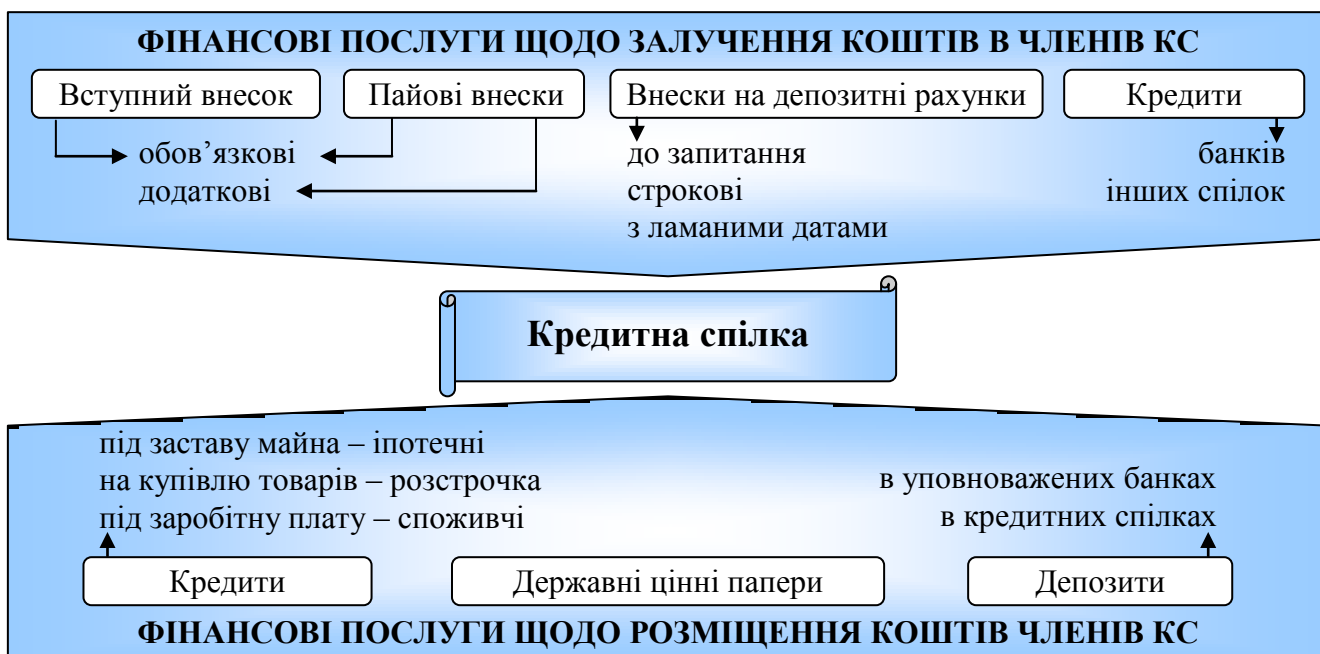 ФІНАНСОВІ ПОСЛУГИ ЩОДО ЗАЛУЧЕННЯ КОШТІВ В ЧЛЕНІВ КС
Вступний внесок
Пайові внески
Внески на депозитні рахунки
Кредити
обов’язкові
додаткові
до запитання
строкові
з ламаними датами
банків
інших спілок
Кредитна спілка
під заставу майна – іпотечні
на купівлю товарів – розстрочка
під заробітну плату – споживчі
в уповноважених банках
в кредитних спілках
Кредити
Державні цінні папери
Депозити
ФІНАНСОВІ ПОСЛУГИ ЩОДО РОЗМІЩЕННЯ КОШТІВ ЧЛЕНІВ КС